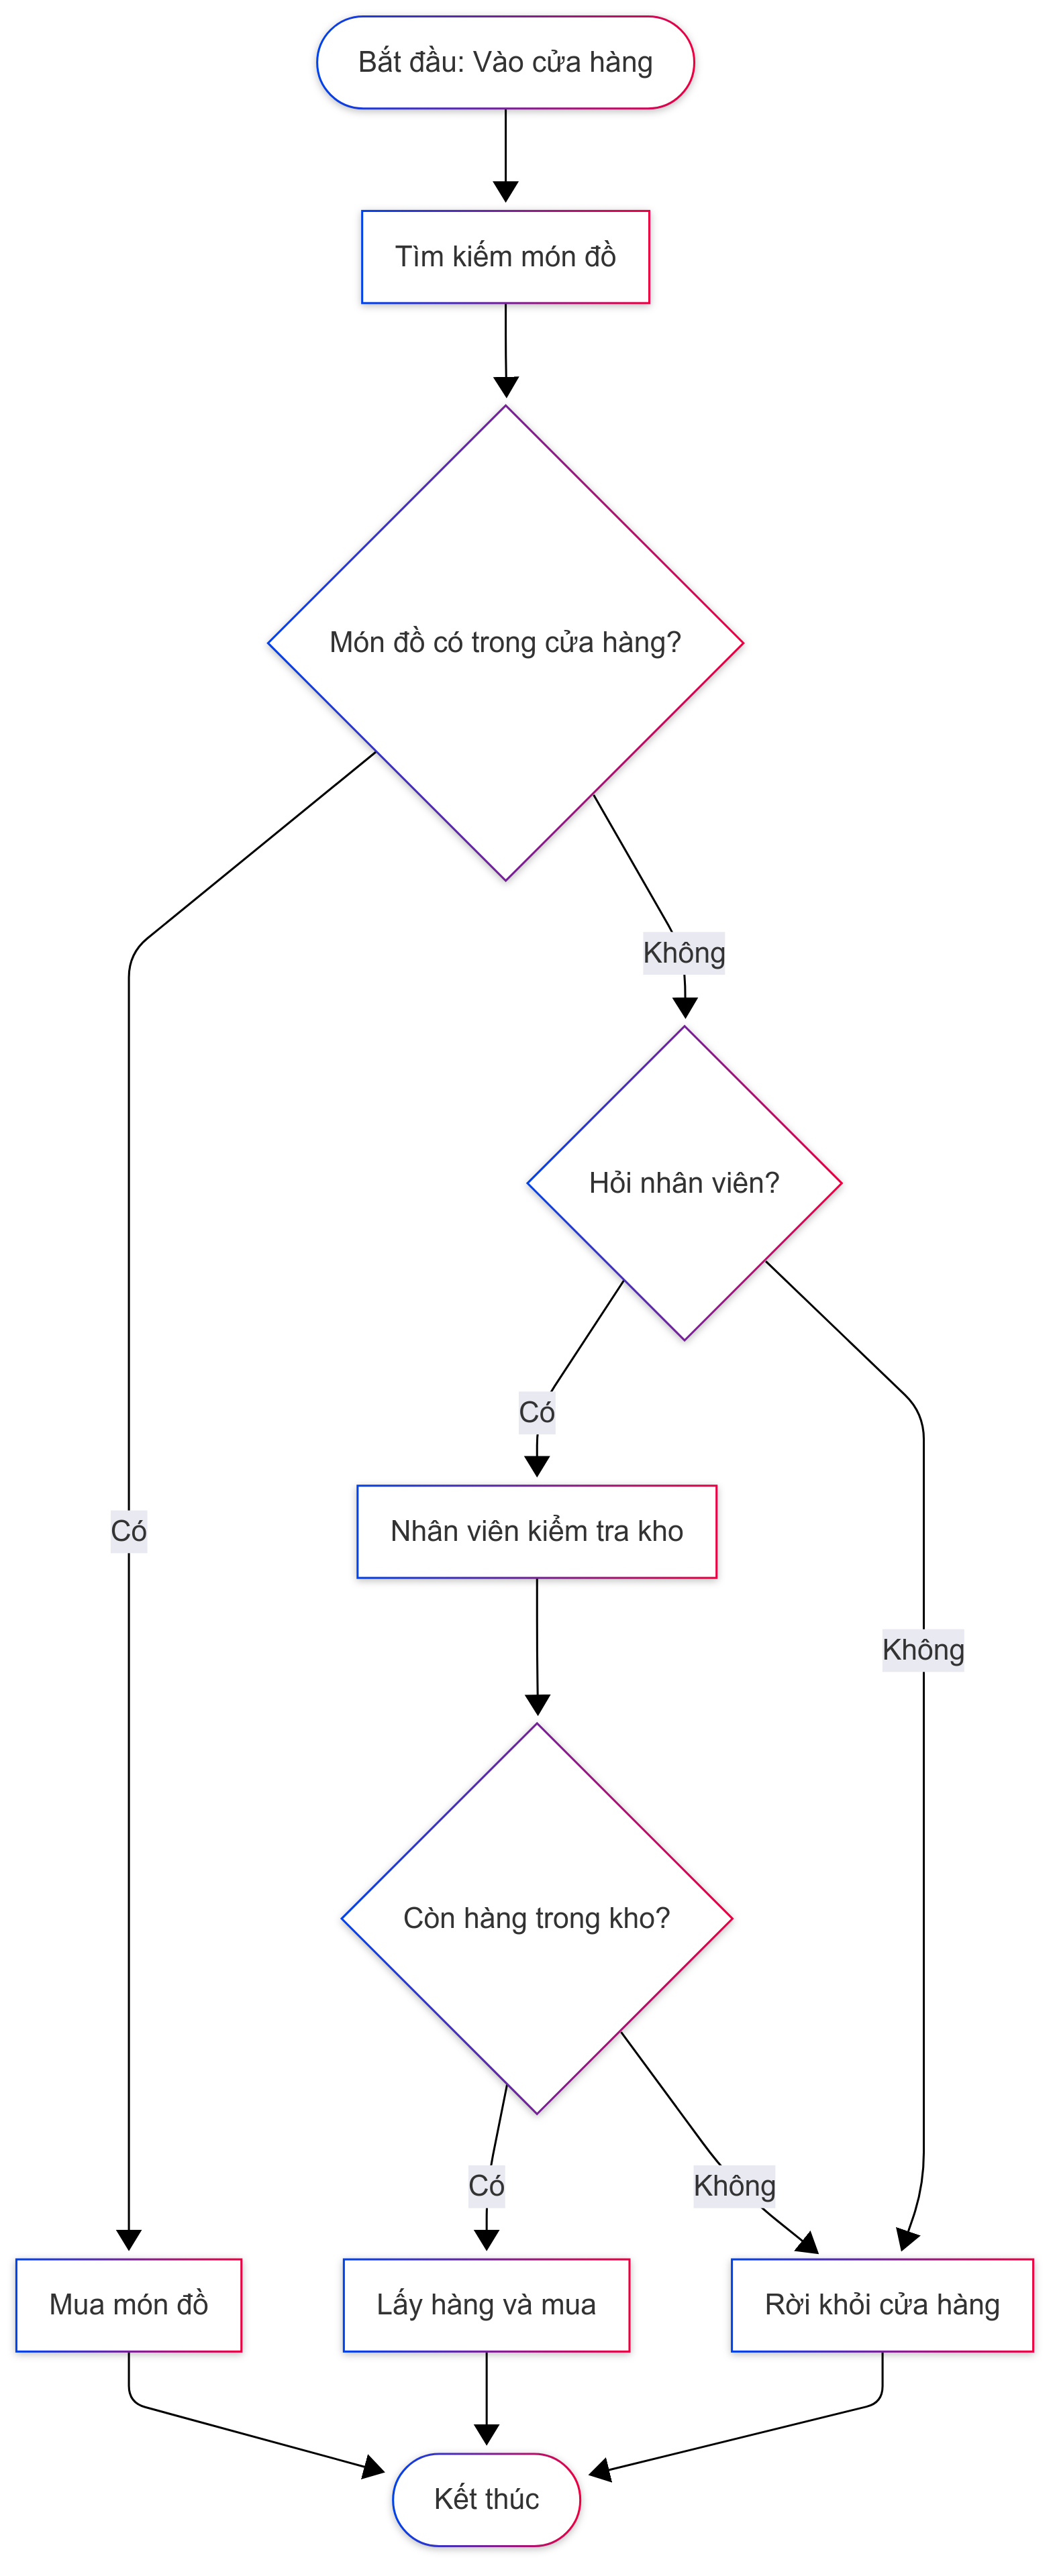 Bắt đầu: Vào cửa hàng
Tìm kiếm món đồ
Món đồ có trong cửa hàng?
Không
Hỏi nhân viên?
Có
Nhân viên kiểm tra kho
Có
Không
Còn hàng trong kho?
Có
Không
Mua món đồ
Lấy hàng và mua
Rời khỏi cửa hàng
Kết thúc